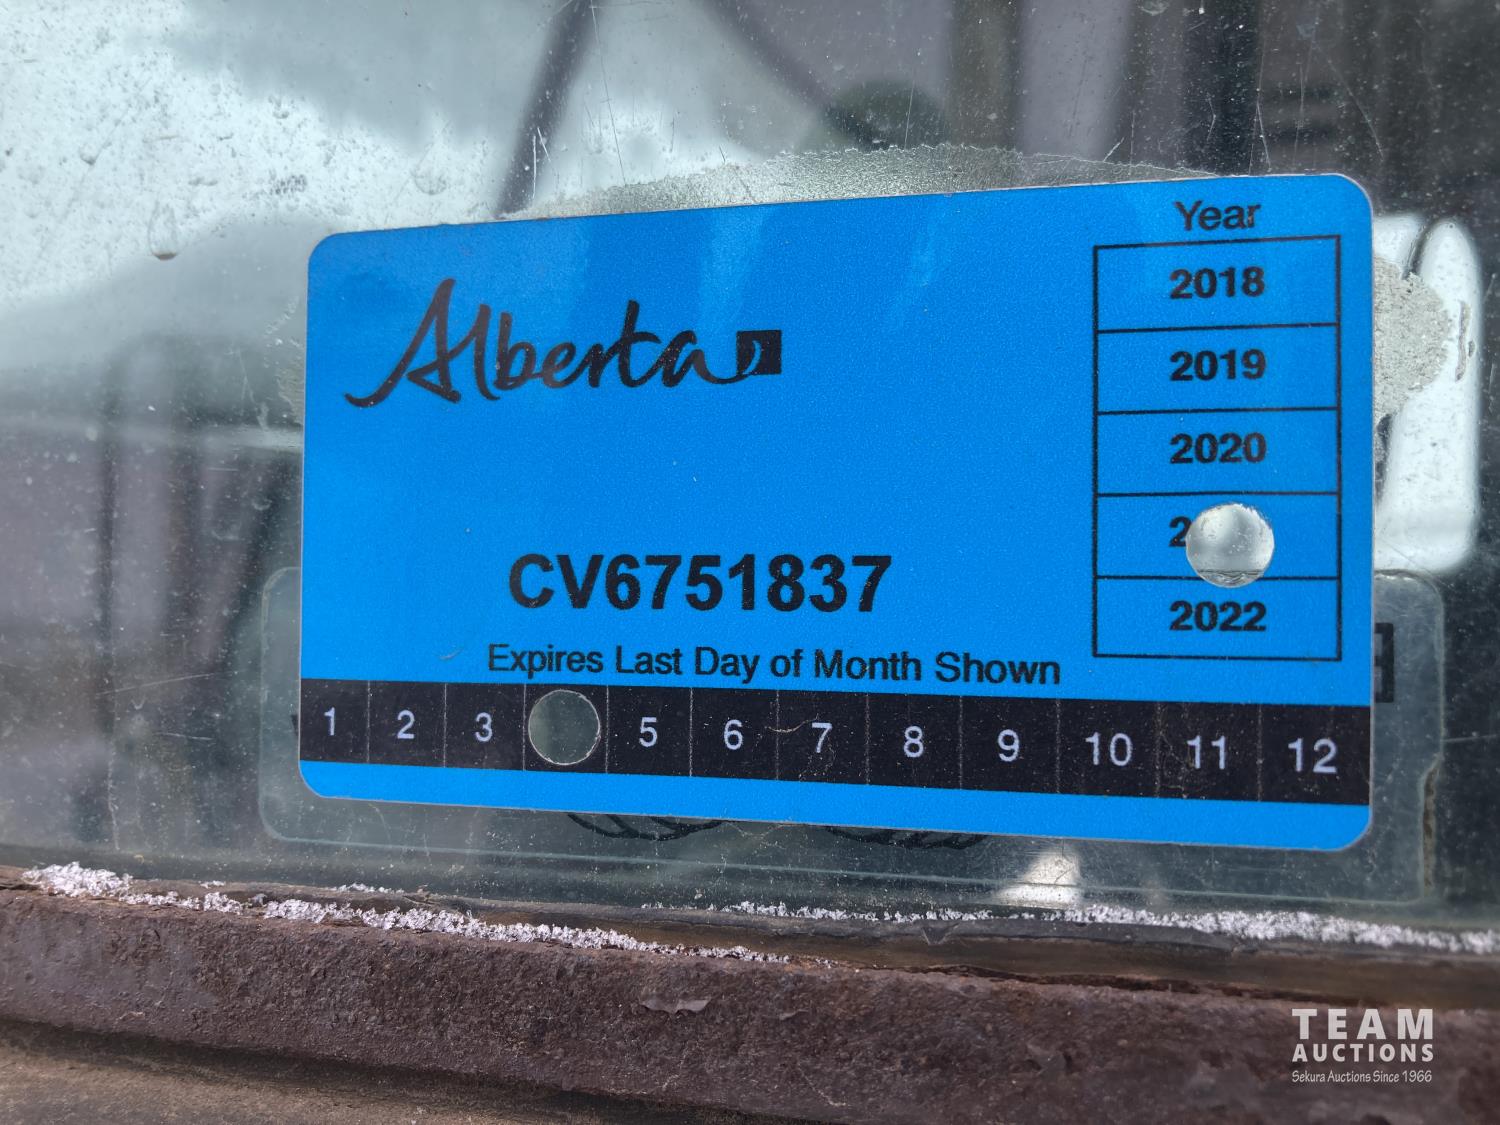 Year
Alberta
2018
2019
2020
2
2022
CV6751837
Expires Last Day of Month Shown
1 2 3 5 6 7 8 9 10 11 12
TEAM
AUCTIONS
Sekura Auctions Since 1966